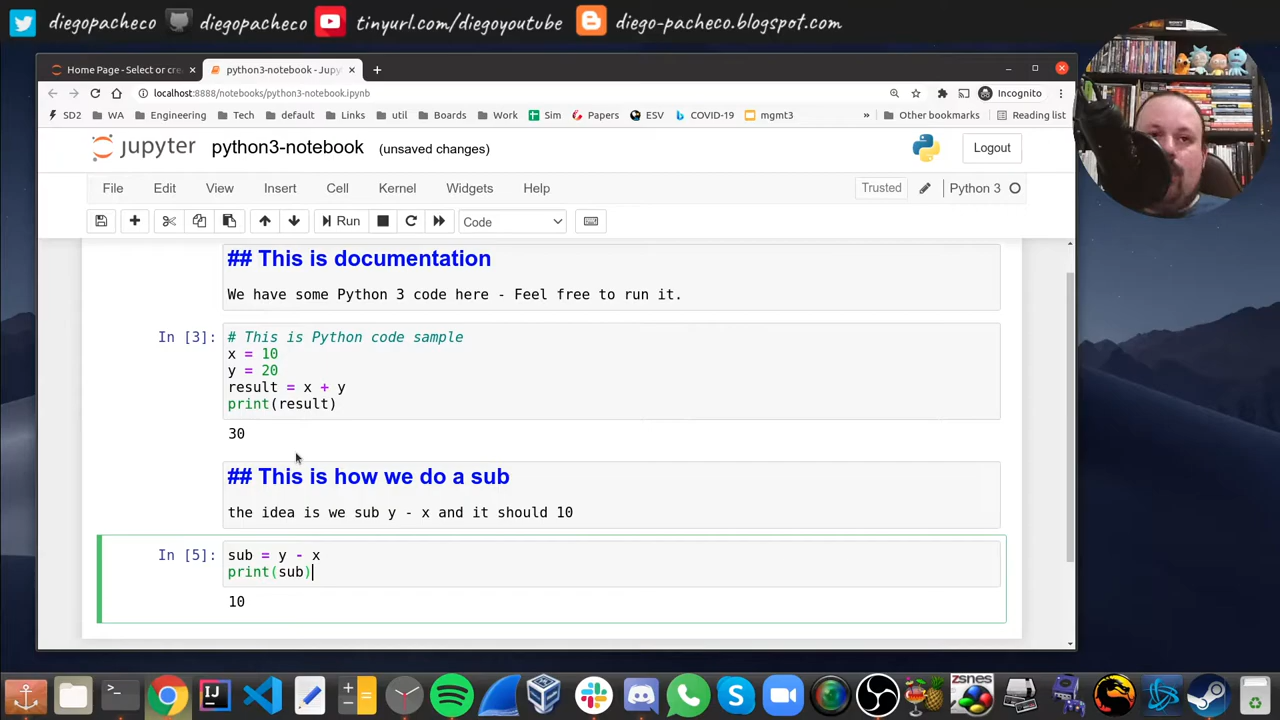 diegopacheco diegopacheco tinyurl.com/diegoyoutube diego-pacheco.blogspot.com
Home Page - Select or cre python3-notebook - Jupy
localhost:8888/notebooks/python3-notebook.ipynb Incognito
SD2 WA Engineering Tech default Links util Boards Work Sim Papers ESV COVID-19 mgmt3 » Other bookmarks Reading list
jupyter python3-notebook (unsaved changes) Logout
File Edit View Insert Cell Kernel Widgets Help Trusted Python 3
Run Code
## This is documentation
We have some Python 3 code here - Feel free to run it.
In [3]: # This is Python code sample
x = 10
y = 20
result = x + y
print(result)
30
## This is how we do a sub
the idea is we sub y - x and it should 10
In [5]: sub = y - x
print(sub)
10
zsnes